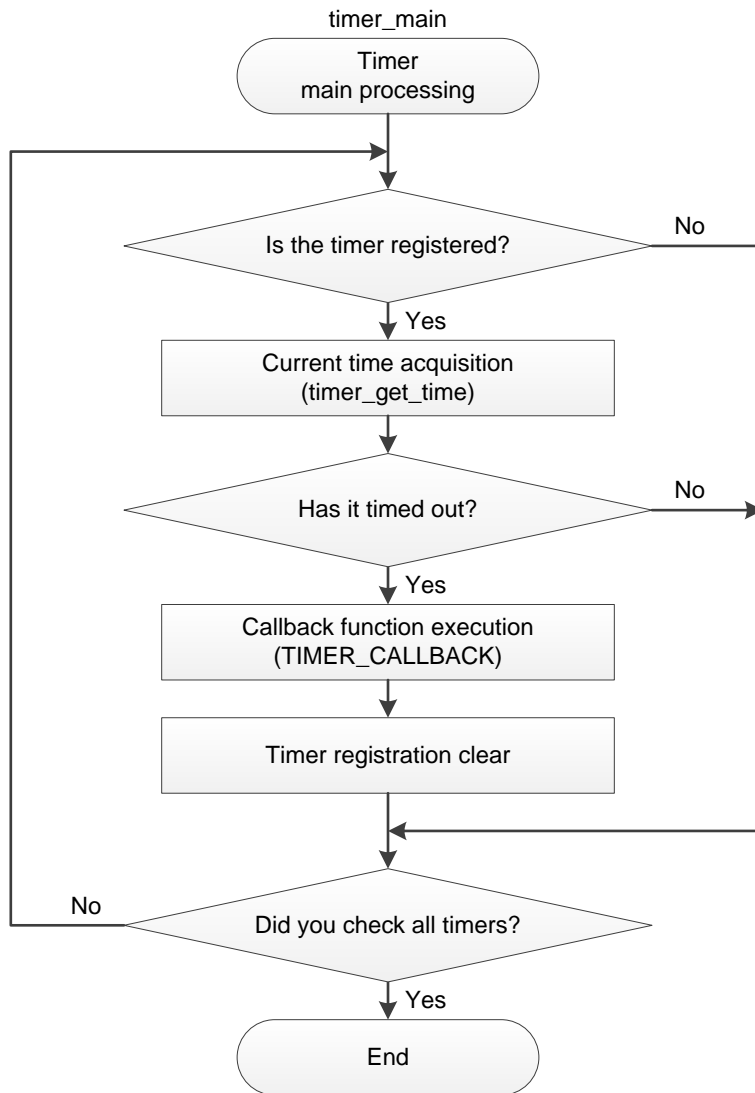 timer_main
Timer
main processing
Is the timer registered?
No
Yes
Current time acquisition
(timer_get_time)
Has it timed out?
No
Yes
Callback function execution
(TIMER_CALLBACK)
Timer registration clear
No
Did you check all timers?
Yes
End